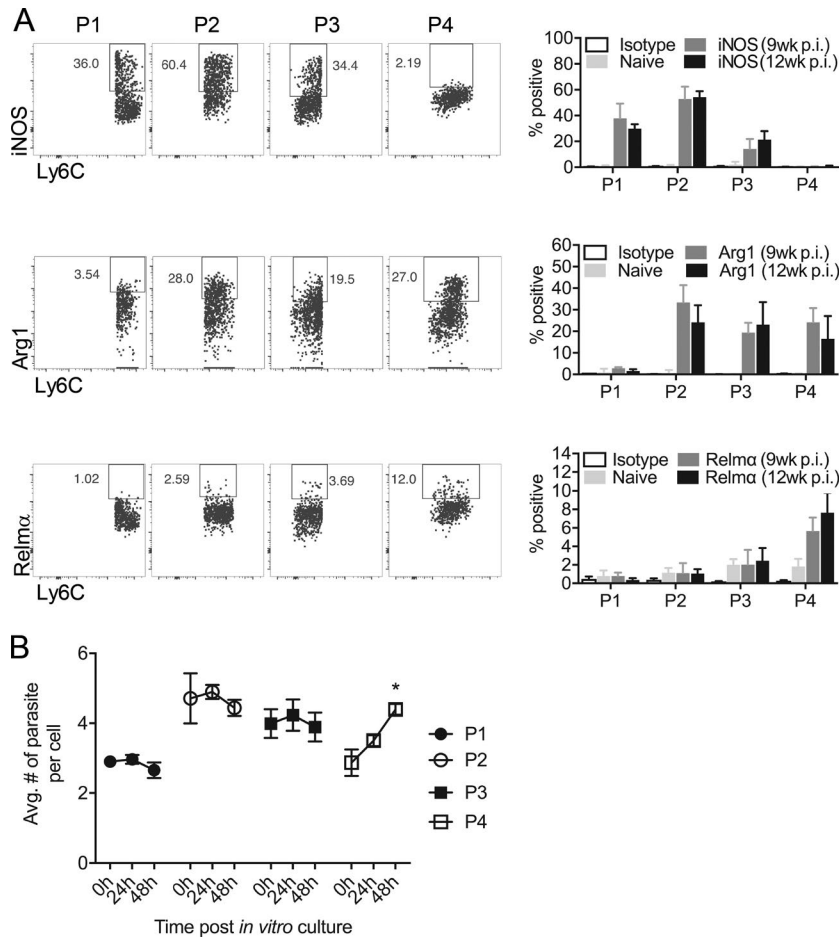 A
P1 P2 P3 P4
36.0 60.4 34.4 2.19
iNOS
Ly6C
Isotype iNOS (9wk p.i.)
Naive iNOS (12wk p.i.)
% positive
100
80
60
40
20
0
P1 P2 P3 P4
3.54 28.0 19.5 27.0
Arg1
Ly6C
Isotype Arg1 (9wk p.i.)
Naive Arg1 (12wk p.i.)
% positive
60
50
40
30
20
10
0
P1 P2 P3 P4
1.02 2.59 3.69 12.0
Relmα
Ly6C
Isotype Relmα (9wk p.i.)
Naive Relmα (12wk p.i.)
% positive
14
12
10
8
6
4
2
0
P1 P2 P3 P4
B
Avg. # of parasite
per cell
6
4
2
0
*
P1
P2
P3
P4
0h 24h 48h 0h 24h 48h 0h 24h 48h 0h 24h 48h
Time post in vitro culture